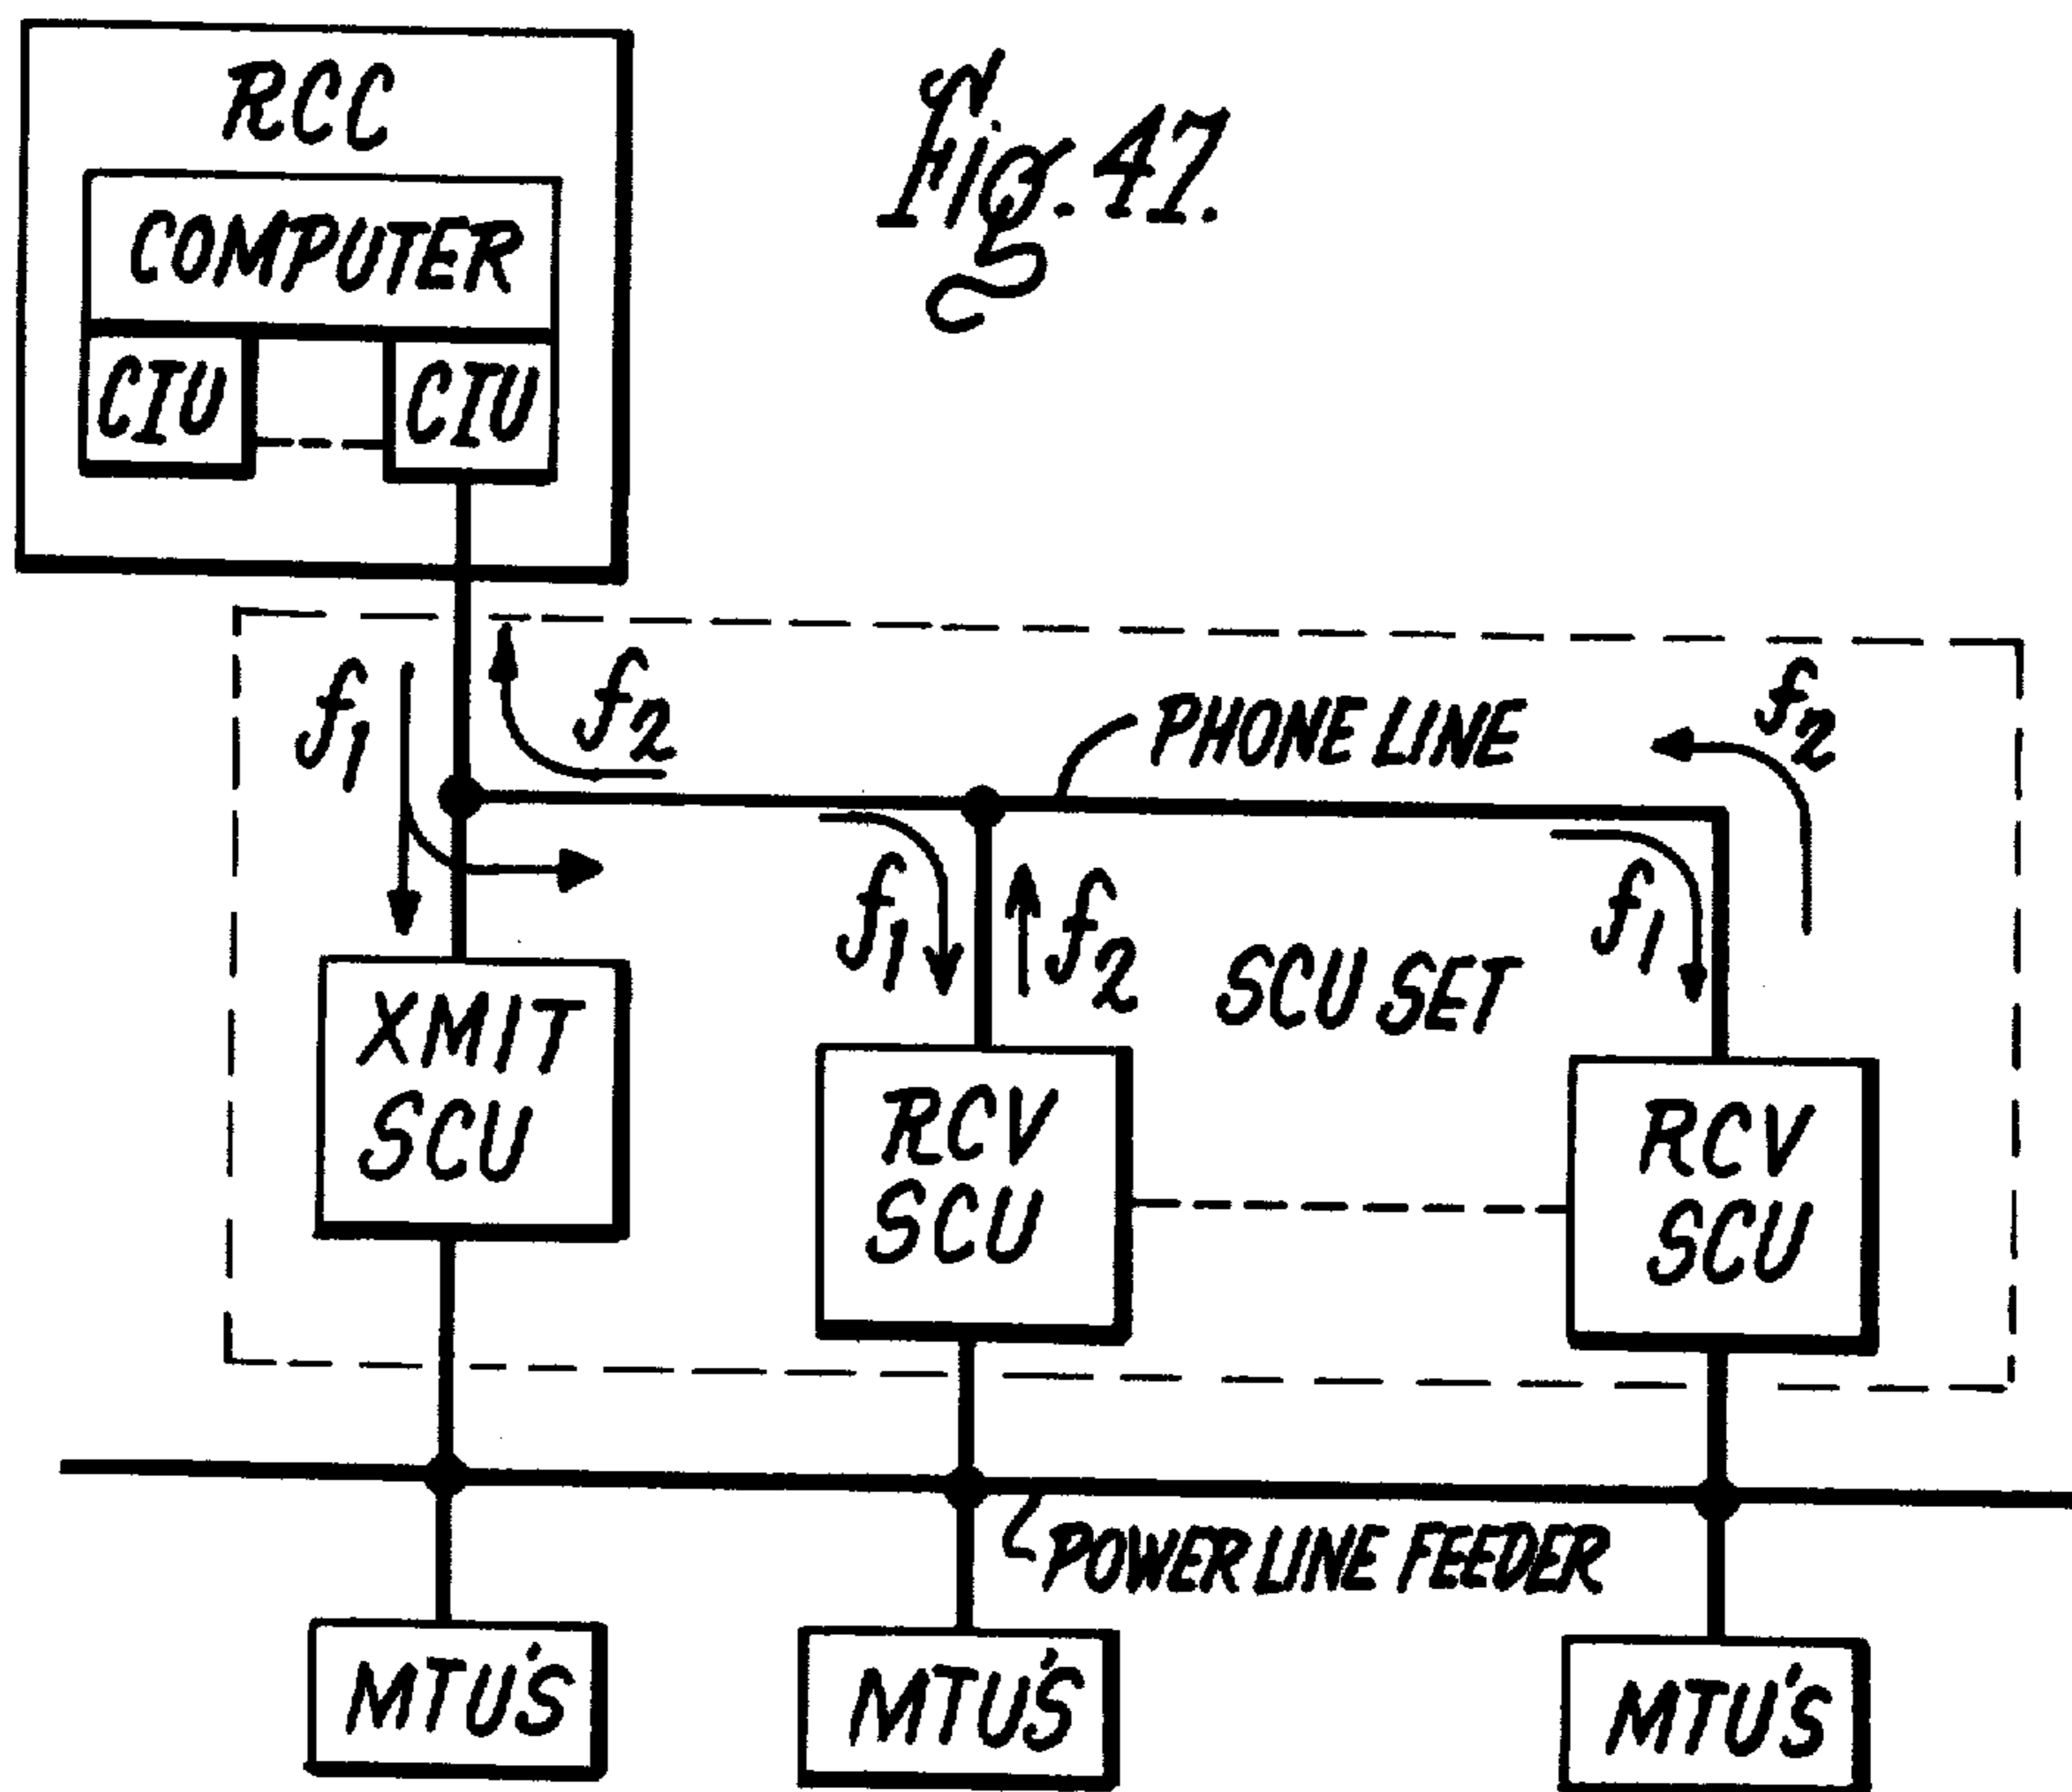 RCC
Fig. 47.
COMPUTER
CIU
CIU
f1
f2
PHONE LINE
f2
f1
f2
SCU SET
f1
XMIT
SCU
RCV
SCU
RCV
SCU
POWER LINE FEEDER
MTU'S
MTU'S
MTU'S